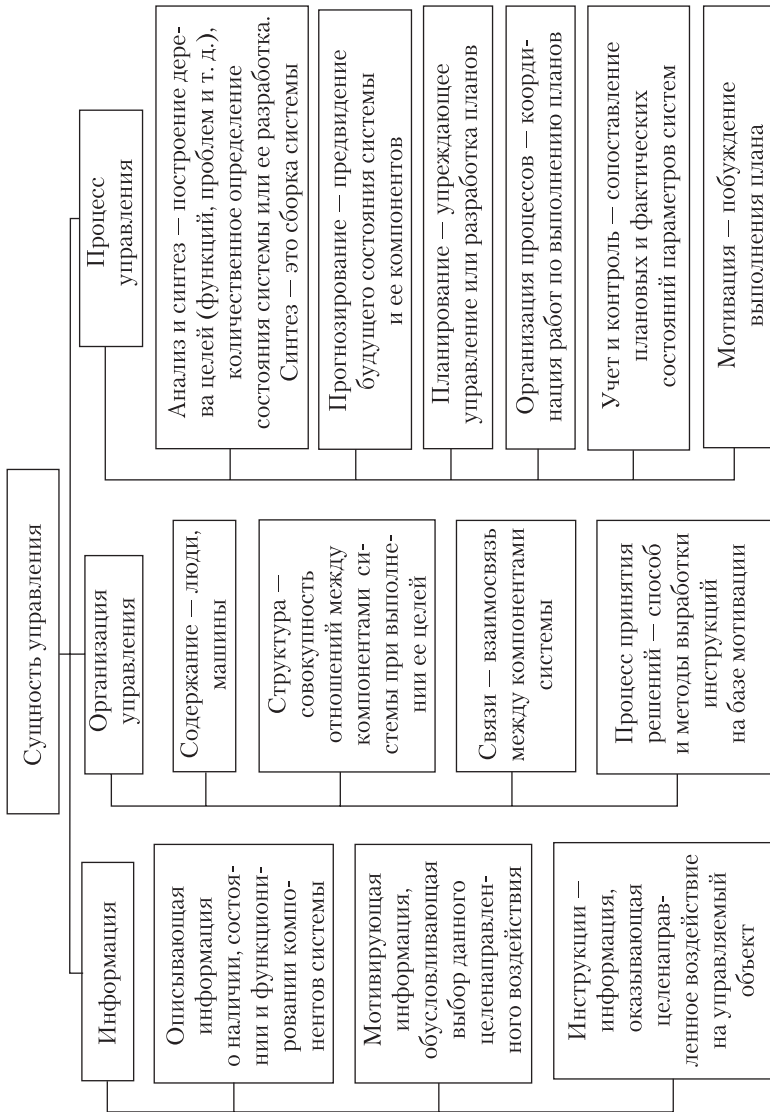 Сущность управления
Информация
Описывающая
информация
о наличии, состоя-
нии и функциони-
ровании компо-
нентов системы
Мотивирующая
информация,
обусловливающая
выбор данного
целенаправлен-
ного воздействия
Инструкции —
информация,
оказывающая
целенаправ-
ленное воздействие
на управляемый
объект
Организация
управления
Содержание — люди,
машины
Структура —
совокупность
отношений между
компонентами си-
стемы при выполне-
нии ее целей
Связи — взаимосвязь
между компонентами
системы
Процесс принятия
решений — способ
и методы выработки
инструкций
на базе мотивации
Процесс
управления
Анализ и синтез — построение дере-
ва целей (функций, проблем и т. д.),
количественное определение
состояния системы или ее разработка.
Синтез — это сборка системы
Прогнозирование — предвидение
будущего состояния системы
и ее компонентов
Планирование — упреждающее
управление или разработка планов
Организация процессов — коорди-
нация работ по выполнению планов
Учет и контроль — сопоставление
плановых и фактических
состояний параметров систем
Мотивация — побуждение
выполнения плана